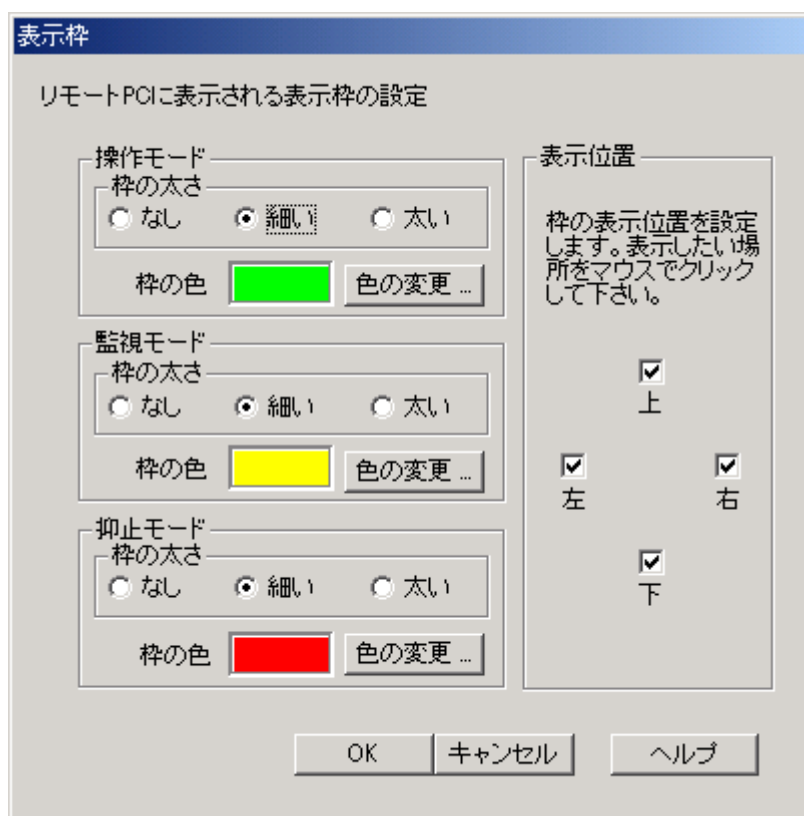 表示枠
リモートPCに表示される表示枠の設定
操作モード
枠の太さ
なし 細い 太い
枠の色 色の変更 ...
監視モード
枠の太さ
なし 細い 太い
枠の色 色の変更 ...
抑止モード
枠の太さ
なし 細い 太い
枠の色 色の変更 ...
表示位置
枠の表示位置を設定
します。表示したい場
所をマウスでクリック
して下さい。
上
左 右
下
OK キャンセル ヘルプ